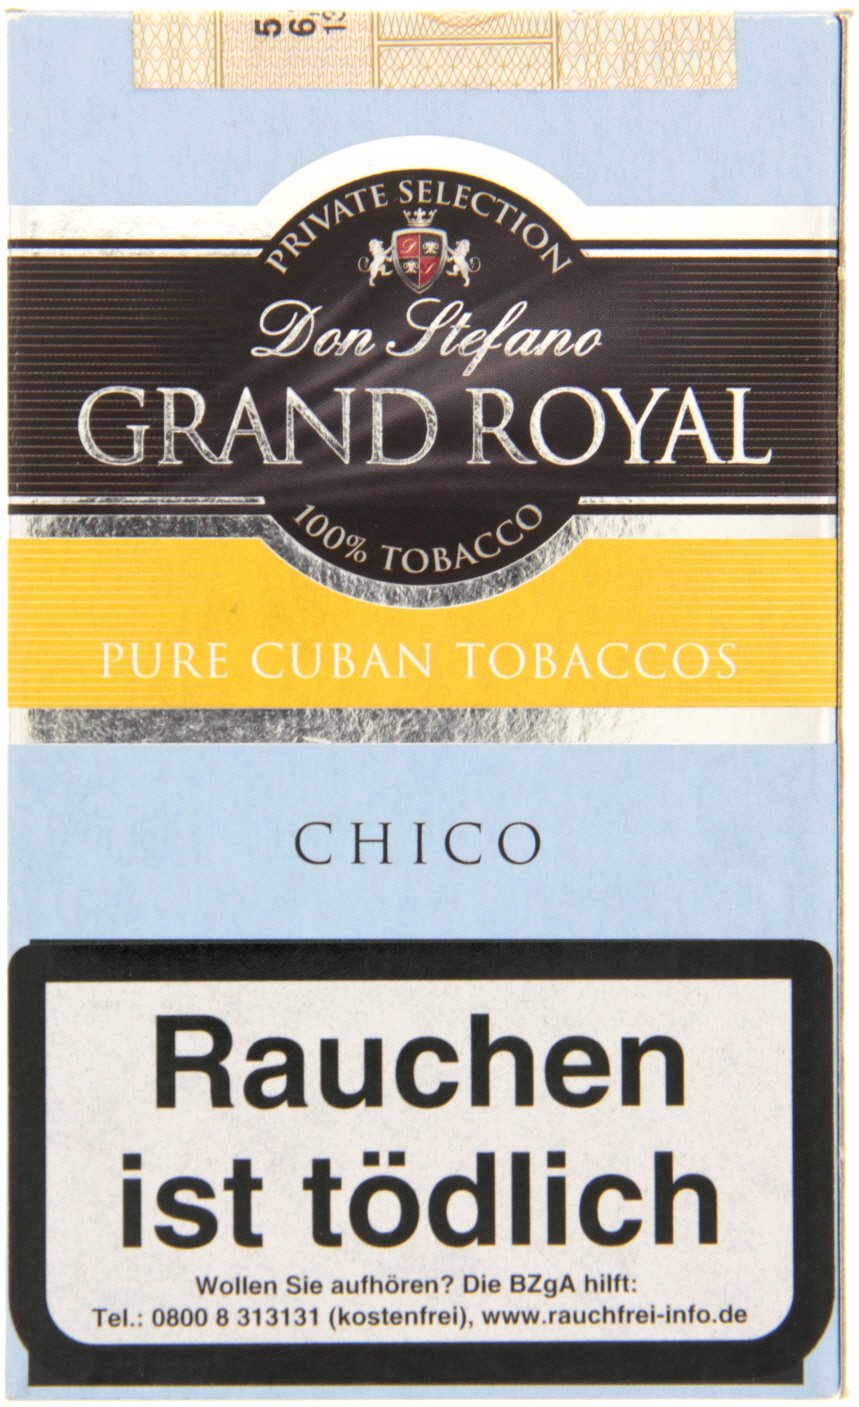 PRIVATE SELECTION
Don Stefano
GRAND ROYAL
100% TOBACCO
PURE CUBAN TOBACCOS
CHICO
Rauchen
ist tödlich
Wollen Sie aufhören? Die BZgA hilft:
Tel.: 0800 8 313131 (kostenfrei), www.rauchfrei-info.de